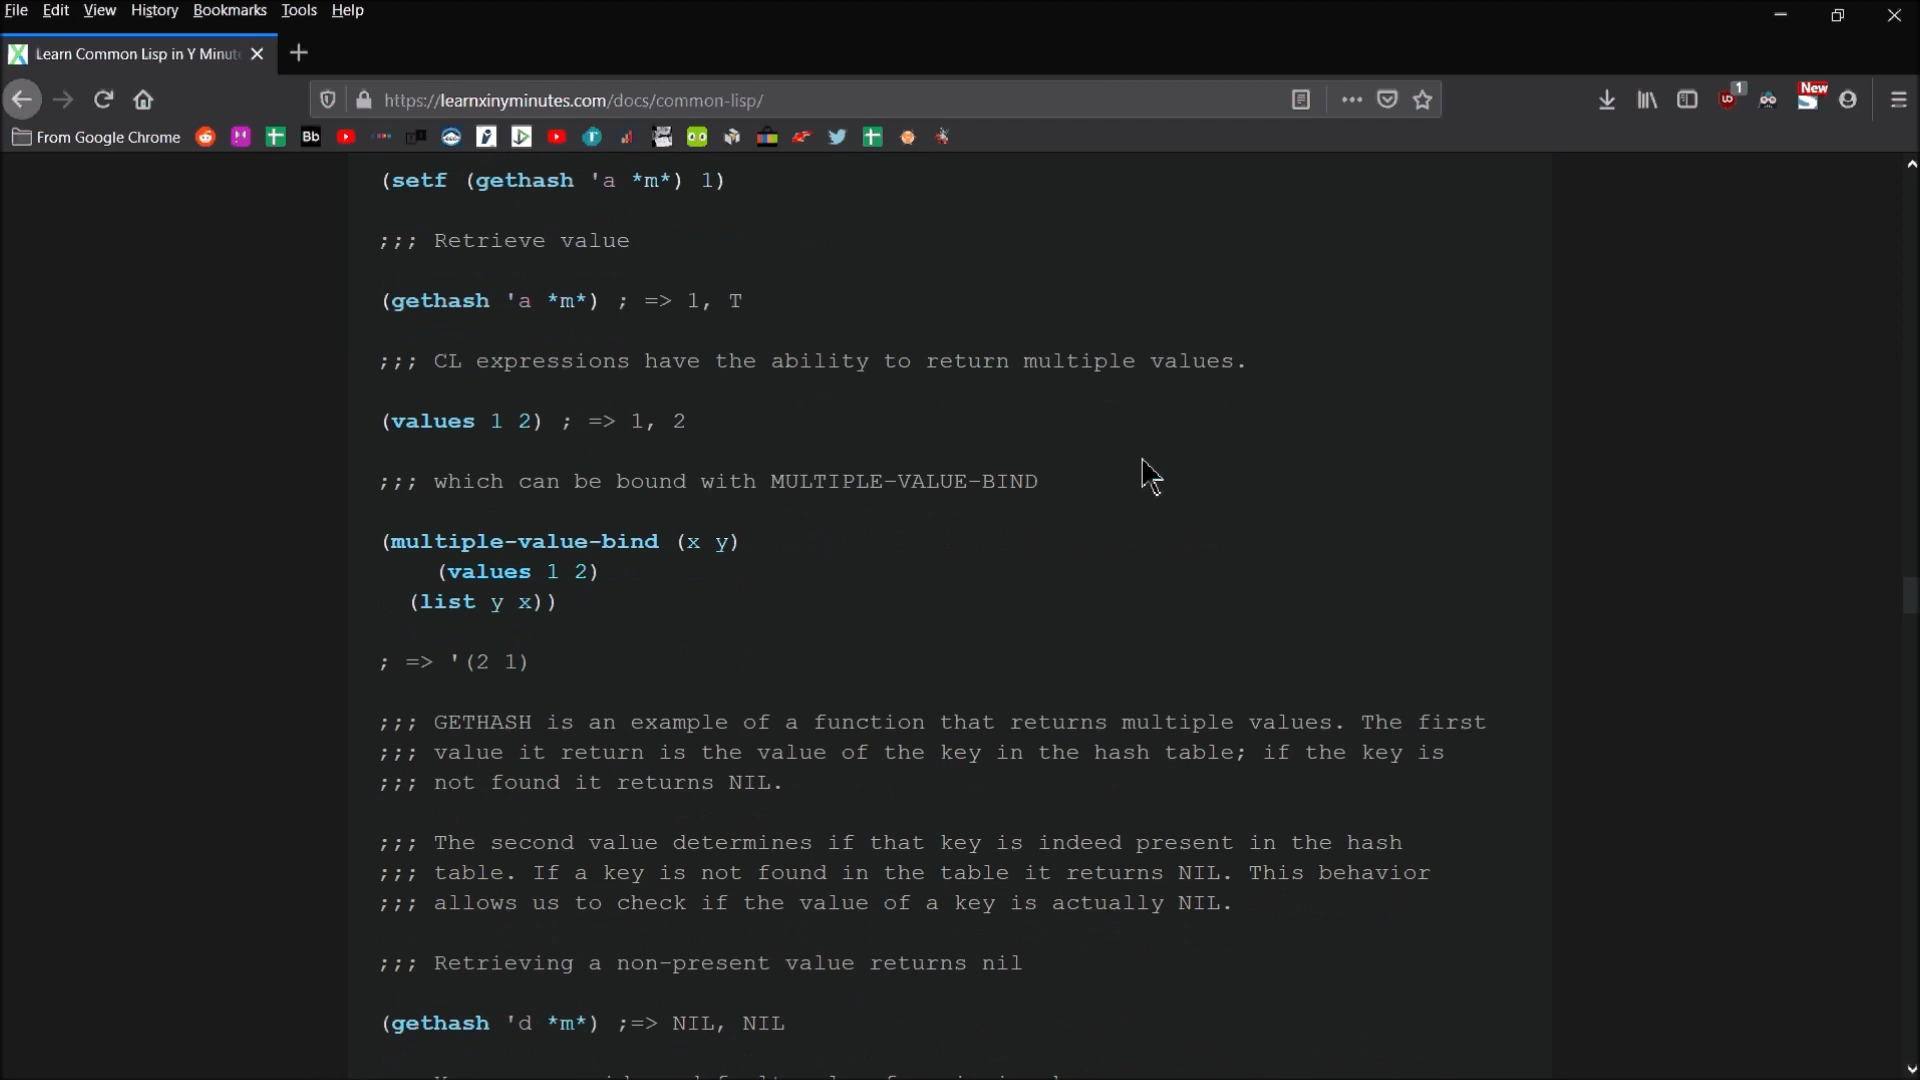 File Edit View History Bookmarks Tools Help
Learn Common Lisp in Y Minut
https://learnxinyminutes.com/docs/common-lisp/
1
New
From Google Chrome
Bb
(setf (gethash 'a *m*) 1)
;;; Retrieve value
(gethash 'a *m*) ; => 1, T
;;; CL expressions have the ability to return multiple values.
(values 1 2) ; => 1, 2
;;; which can be bound with MULTIPLE-VALUE-BIND
(multiple-value-bind (x y)
(values 1 2)
(list y x))
; => '(2 1)
;;; GETHASH is an example of a function that returns multiple values. The first
;;; value it return is the value of the key in the hash table; if the key is
;;; not found it returns NIL.
;;; The second value determines if that key is indeed present in the hash
;;; table. If a key is not found in the table it returns NIL. This behavior
;;; allows us to check if the value of a key is actually NIL.
;;; Retrieving a non-present value returns nil
(gethash 'd *m*) ;=> NIL, NIL